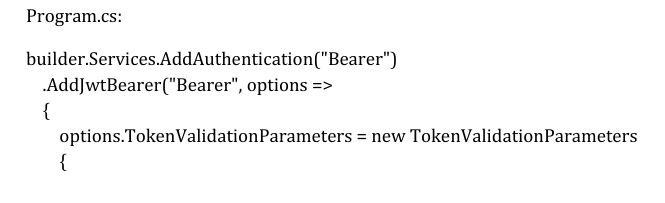 Program.cs:
builder.Services.AddAuthentication("Bearer")
.AddJwtBearer("Bearer", options =>
{
options.TokenValidationParameters = new TokenValidationParameters
{